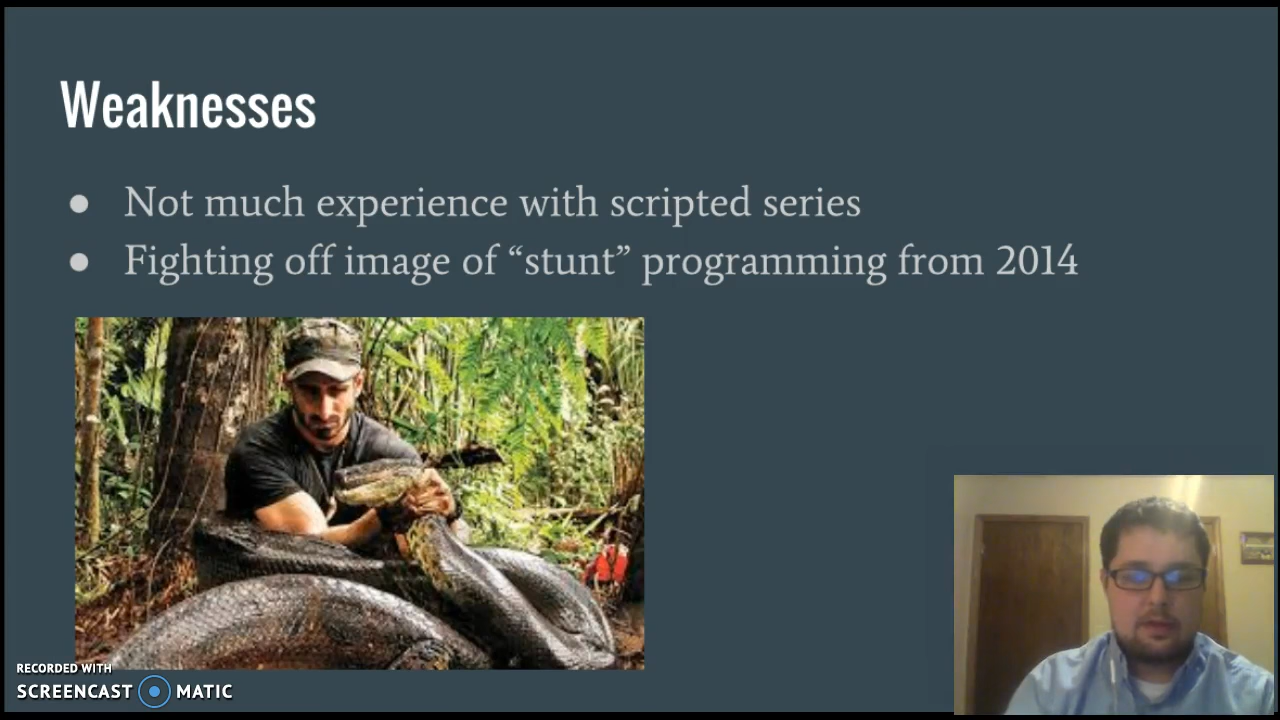 Weaknesses
● Not much experience with scripted series
● Fighting off image of “stunt” programming from 2014
RECORDED WITH
SCREENCAST MATIC